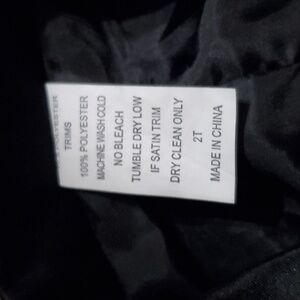 POLYESTER
TRIMS
100% POLYESTER
MACHINE WASH COLD
NO BLEACH
TUMBLE DRY LOW
IF SATIN TRIM
DRY CLEAN ONLY
2T
MADE IN CHINA